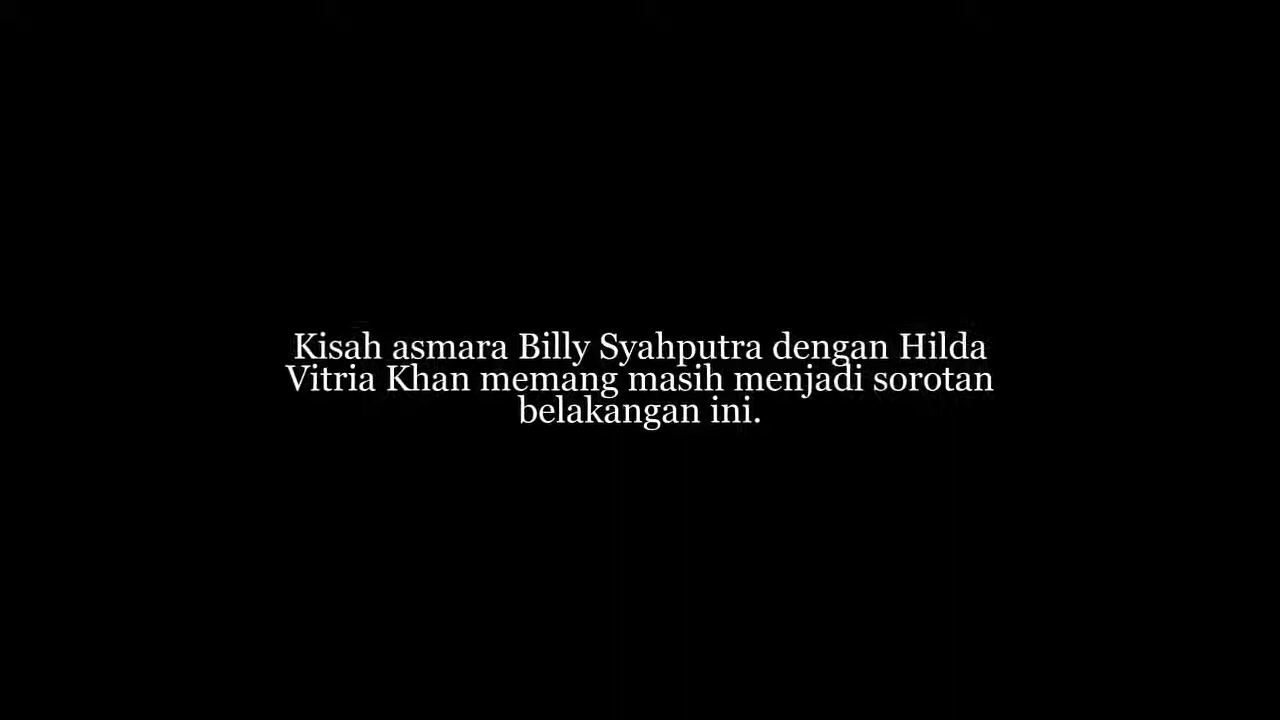 Kisah asmara Billy Syahputra dengan Hilda
Vitria Khan memang masih menjadi sorotan
belakangan ini.